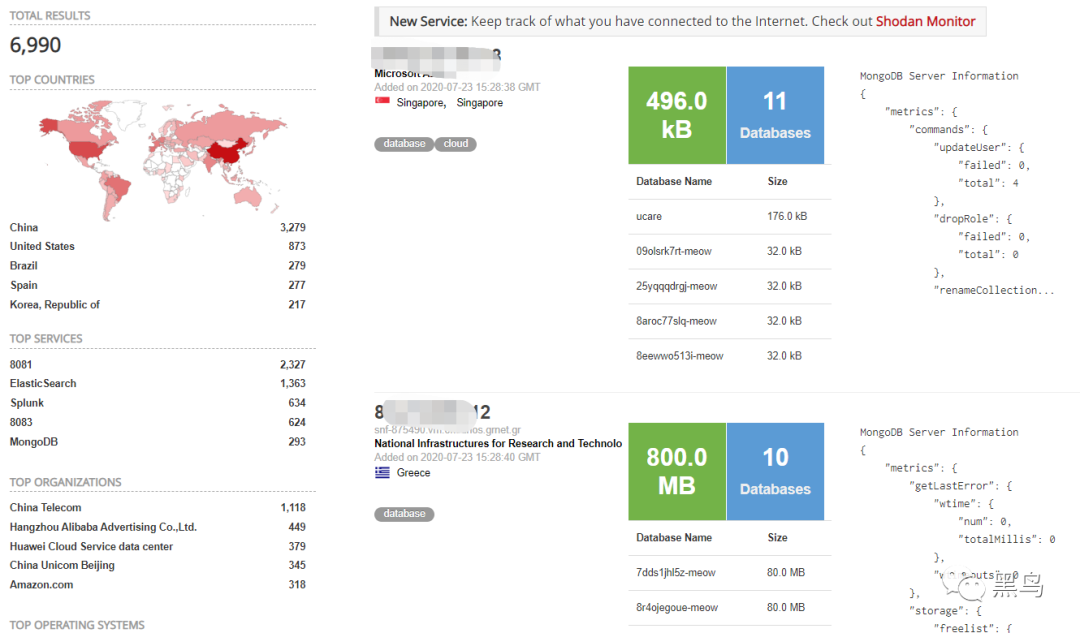 TOTAL RESULTS
6,990
TOP COUNTRIES
China 3,279
United States 873
Brazil 279
Spain 277
Korea, Republic of 217
TOP SERVICES
8081 2,327
ElasticSearch 1,363
Splunk 634
8083 624
MongoDB 293
TOP ORGANIZATIONS
China Telecom 1,118
Hangzhou Alibaba Advertising Co.,Ltd. 449
Huawei Cloud Service data center 379
China Unicom Beijing 345
Amazon.com 318
TOP OPERATING SYSTEMS
New Service: Keep track of what you have connected to the Internet. Check out Shodan Monitor
Microsoft
Added on 2020-07-23 15:28:38 GMT
Singapore, Singapore
database cloud
496.0 kB
11 Databases
Database Name Size
ucare 176.0 kB
09olsrk7rt-meow 32.0 kB
25yqqqdrgj-meow 32.0 kB
8aroc77slq-meow 32.0 kB
8eewwo513i-meow 32.0 kB
MongoDB Server Information
{
"metrics": {
"commands": {
"updateUser": {
"failed": 0,
"total": 4
},
"dropRole": {
"failed": 0,
"total": 0
},
"renameCollection...
8 12
National Infrastructures for Research and Technolo
Added on 2020-07-23 15:28:40 GMT
Greece
database
800.0 MB
10 Databases
Database Name Size
7dds1jhl5z-meow 80.0 MB
8r4ojegoue-meow 80.0 MB
MongoDB Server Information
{
"metrics": {
"getLastError": {
"wtime": {
"num": 0,
"totalMillis": 0
},
},
"storage": {
"freelist": {
黑鸟